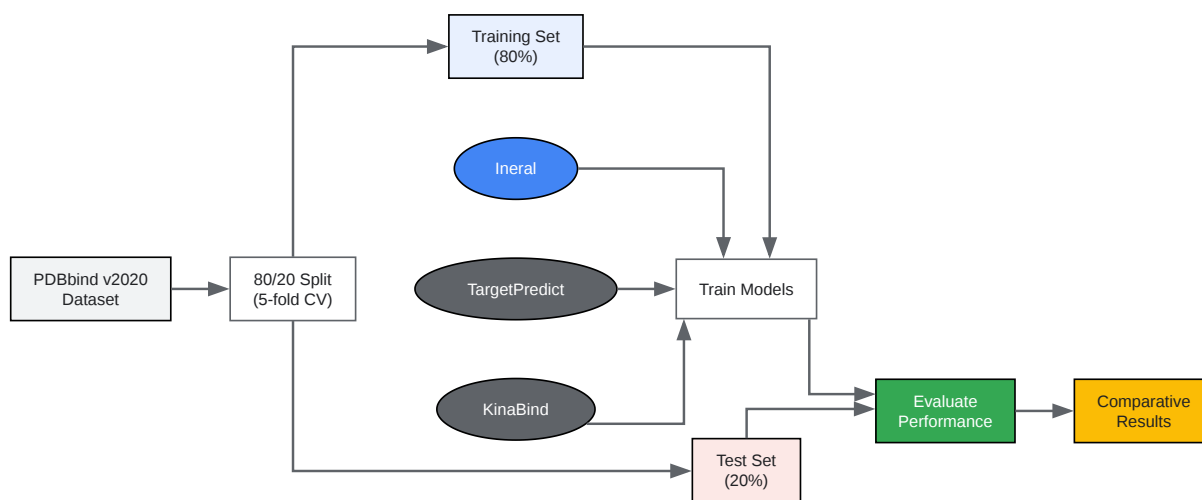 Training Set
(80%)
Ineral
PDBbind v2020
Dataset
80/20 Split
(5-fold CV)
TargetPredict
Train Models
KinaBind
Evaluate
Performance
Comparative
Results
Test Set
(20%)